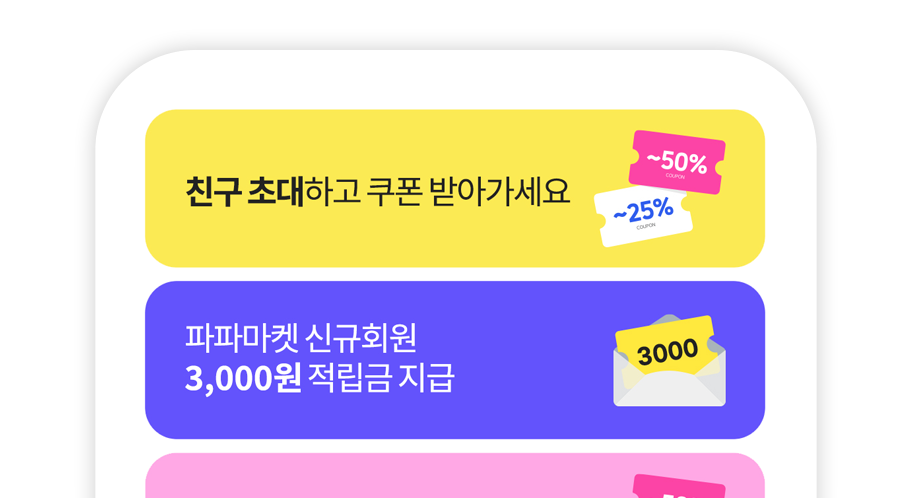 친구 초대하고 쿠폰 받아가세요
~50%
COUPON
~25%
COUPON
파파마켓 신규회원
3,000원 적립금 지급
3000